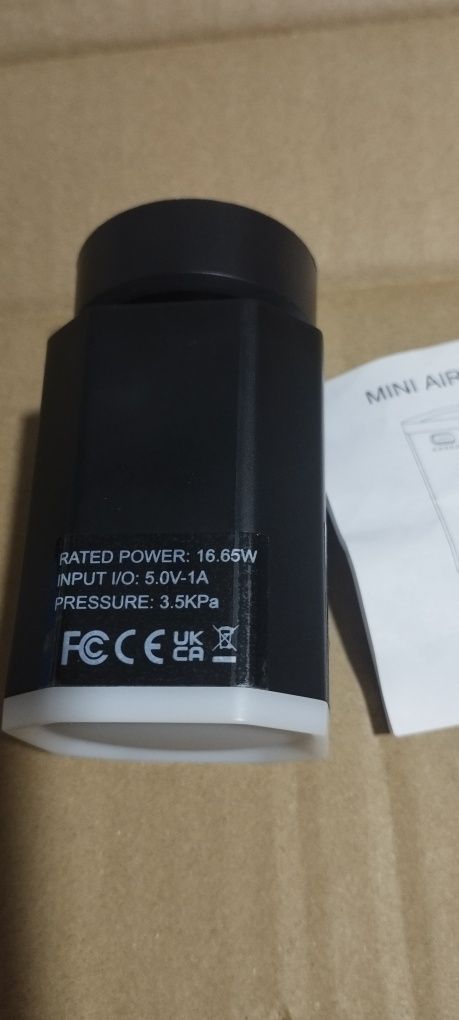 MINI AIR
RATED POWER: 16.65W
INPUT I/O: 5.0V-1A
PRESSURE: 3.5KPa
FC CE UK
CA